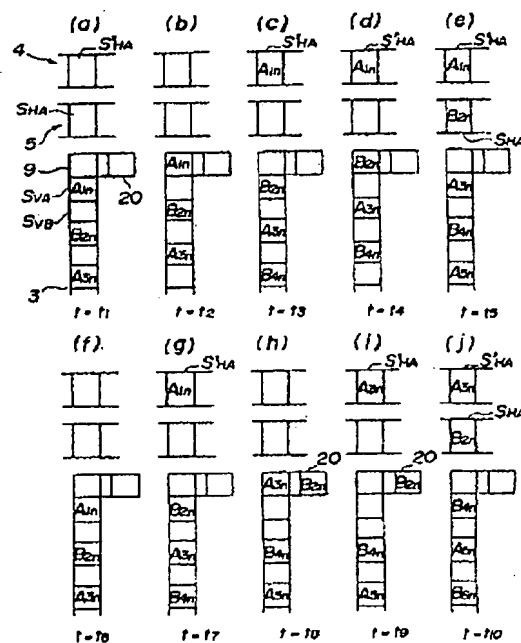 (a) (b) (c) (d) (e)
4 S'HA S'HA S'HA S'HA
A1n A1n A1n
SHA
5 B2n
SHA
9 A1n B2n
SVA A1n 20 B2n A3n
SVB B2n A3n B4n B4n
B2n A3n
A3n B4n A5n
3
t=t1 t=t2 t=t3 t=t4 t=t5
(f) (g) (h) (i) (j)
S'HA S'HA S'HA
A1n A3n A3n
SHA
B2n
20 20
A3n B2n B2n
A1n B2n B4n
B2n A3n B4n B4n
A3n B4n A5n A5n B6n
t=t6 t=t7 t=t8 t=t9 t=t10